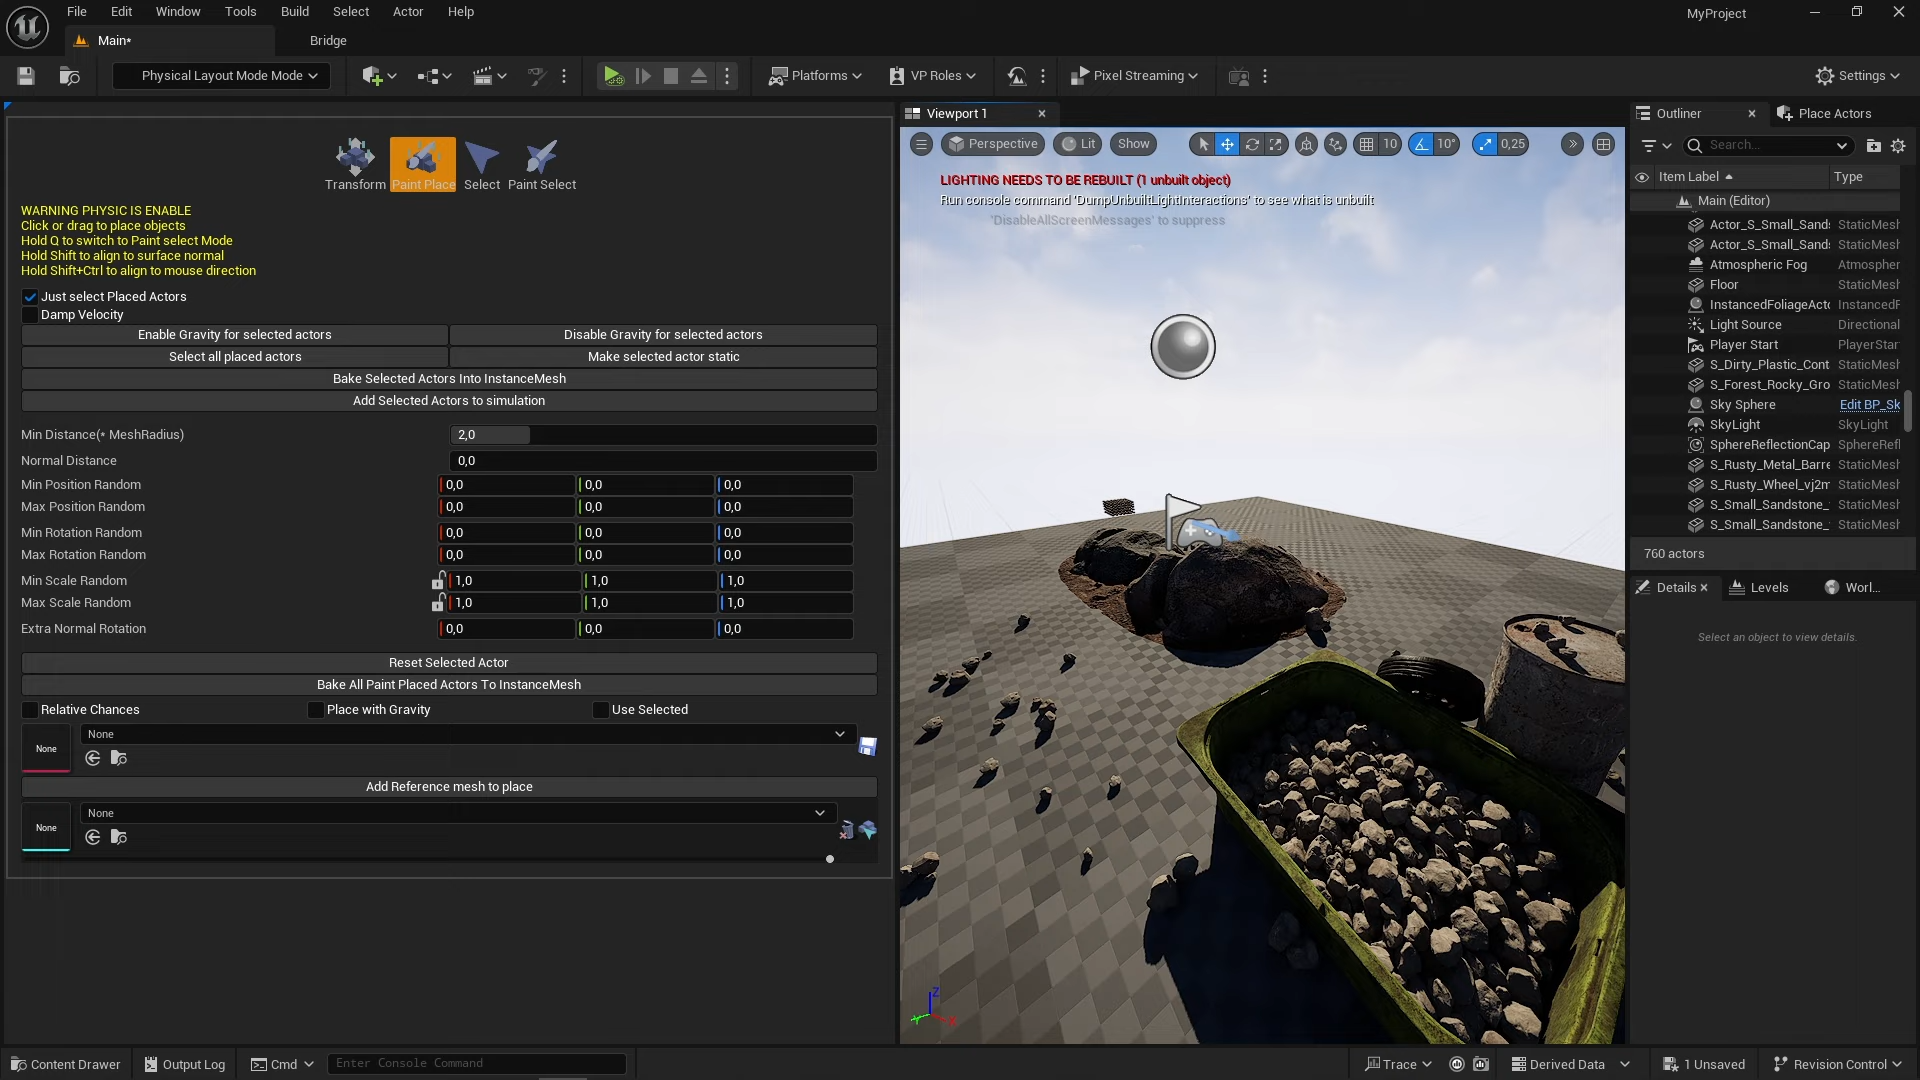 File Edit Window Tools Build Select Actor Help
MyProject
Main*
Bridge
Physical Layout Mode Mode
Platforms
VP Roles
Pixel Streaming
Settings
Transform
Paint Place
Select
Paint Select
WARNING PHYSIC IS ENABLE
Click or drag to place objects
Hold Q to switch to Paint select Mode
Hold Shift to align to surface normal
Hold Shift+Ctrl to align to mouse direction
Just select Placed Actors
Damp Velocity
Enable Gravity for selected actors
Disable Gravity for selected actors
Select all placed actors
Make selected actor static
Bake Selected Actors Into InstanceMesh
Add Selected Actors to simulation
Min Distance(* MeshRadius) 2,0
Normal Distance 0,0
Min Position Random 0,0 0,0 0,0
Max Position Random 0,0 0,0 0,0
Min Rotation Random 0,0 0,0 0,0
Max Rotation Random 0,0 0,0 0,0
Min Scale Random 1,0 1,0 1,0
Max Scale Random 1,0 1,0 1,0
Extra Normal Rotation 0,0 0,0 0,0
Reset Selected Actor
Bake All Paint Placed Actors To InstanceMesh
Relative Chances
Place with Gravity
Use Selected
None
None
Add Reference mesh to place
None
None
Viewport 1
Perspective
Lit
Show
10
10°
0,25
LIGHTING NEEDS TO BE REBUILT (1 unbuilt object)
Run console command 'DumpUnbuiltLightInteractions' to see what is unbuilt
'DisableAllScreenMessages' to suppress
Z
Y
X
Outliner
Place Actors
Search...
Item Label Type
Main (Editor)
Actor_S_Small_Sands StaticMesh
Actor_S_Small_Sands StaticMesh
Atmospheric Fog Atmospher
Floor StaticMesh
InstancedFoliageActo InstancedF
Light Source Directional
Player Start PlayerStar
S_Dirty_Plastic_Cont StaticMesh
S_Forest_Rocky_Gro StaticMesh
Sky Sphere Edit BP_Sk
SkyLight SkyLight
SphereReflectionCap SphereRefl
S_Rusty_Metal_Barre StaticMesh
S_Rusty_Wheel_vj2m StaticMesh
S_Small_Sandstone_ StaticMesh
S_Small_Sandstone_ StaticMesh
760 actors
Details
Levels
Worl...
Select an object to view details.
Content Drawer
Output Log
Cmd
Enter Console Command
Trace
Derived Data
1 Unsaved
Revision Control